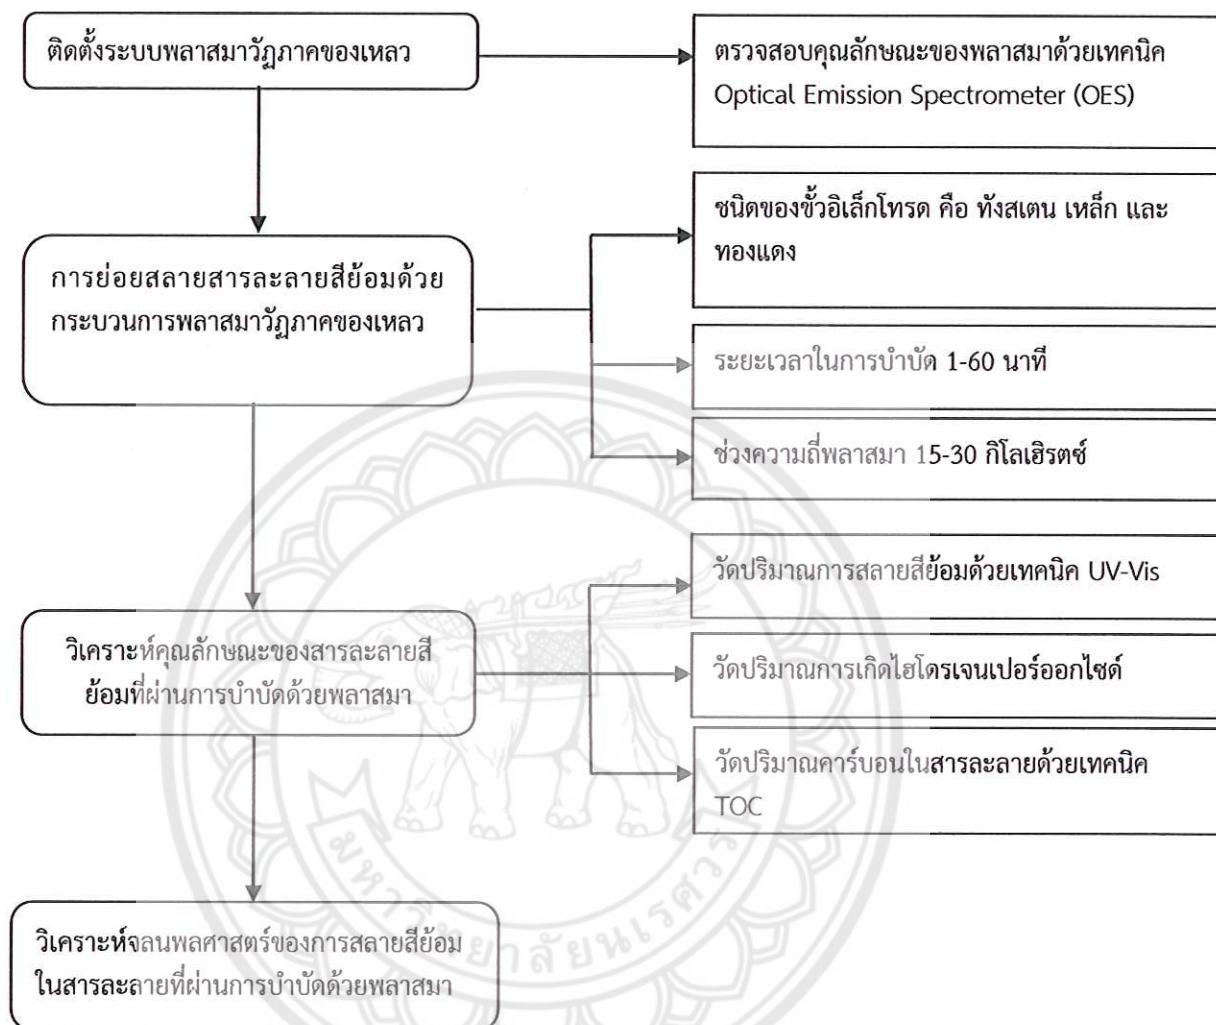 ติดตั้งระบบพลาสมาวัฏภาคของเหลว
ตรวจสอบคุณลักษณะของพลาสมาด้วยเทคนิค
Optical Emission Spectrometer (OES)
การย่อยสลายสารละลายสีย้อมด้วย
กระบวนการพลาสมาวัฏภาคของเหลว
ชนิดของขั้วอิเล็กโทรด คือ ทังสเตน เหล็ก และ
ทองแดง
ระยะเวลาในการบำบัด 1-60 นาที
ช่วงความถี่พลาสมา 15-30 กิโลเฮิรตซ์
วิเคราะห์คุณลักษณะของสารละลายสี
ย้อมที่ผ่านการบำบัดด้วยพลาสมา
วัดปริมาณการสลายสีย้อมด้วยเทคนิค UV-Vis
วัดปริมาณการเกิดไฮโดรเจนเปอร์ออกไซด์
วัดปริมาณคาร์บอนในสารละลายด้วยเทคนิค
TOC
วิเคราะห์จลนพลศาสตร์ของการสลายสีย้อม
ในสารละลายที่ผ่านการบำบัดด้วยพลาสมา
มหาวิทยาลัยนเรศวร